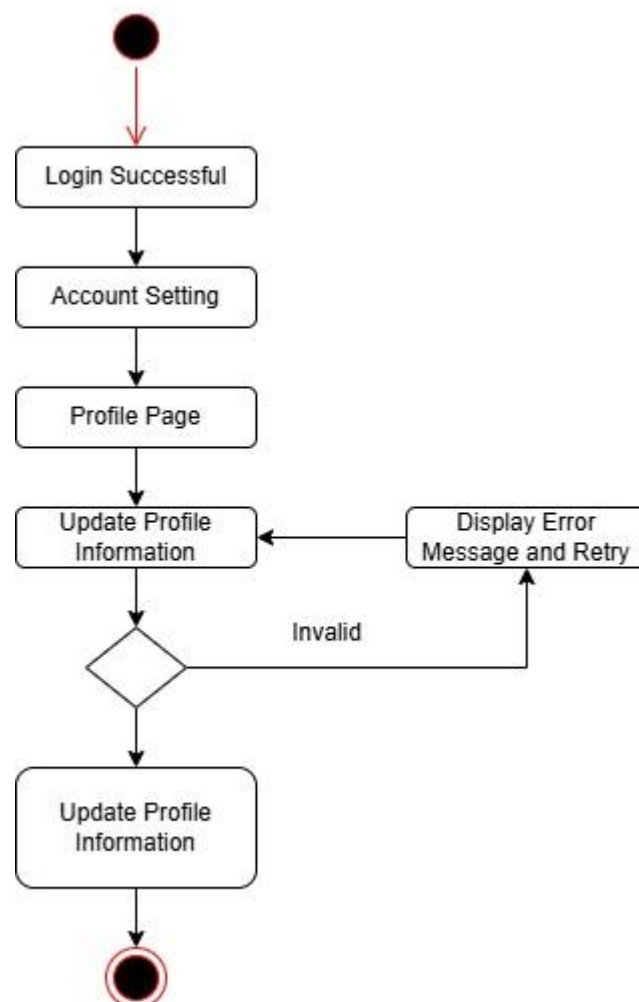 Login Successful
Account Setting
Profile Page
Update Profile
Information
Display Error
Message and Retry
Invalid
Update Profile
Information